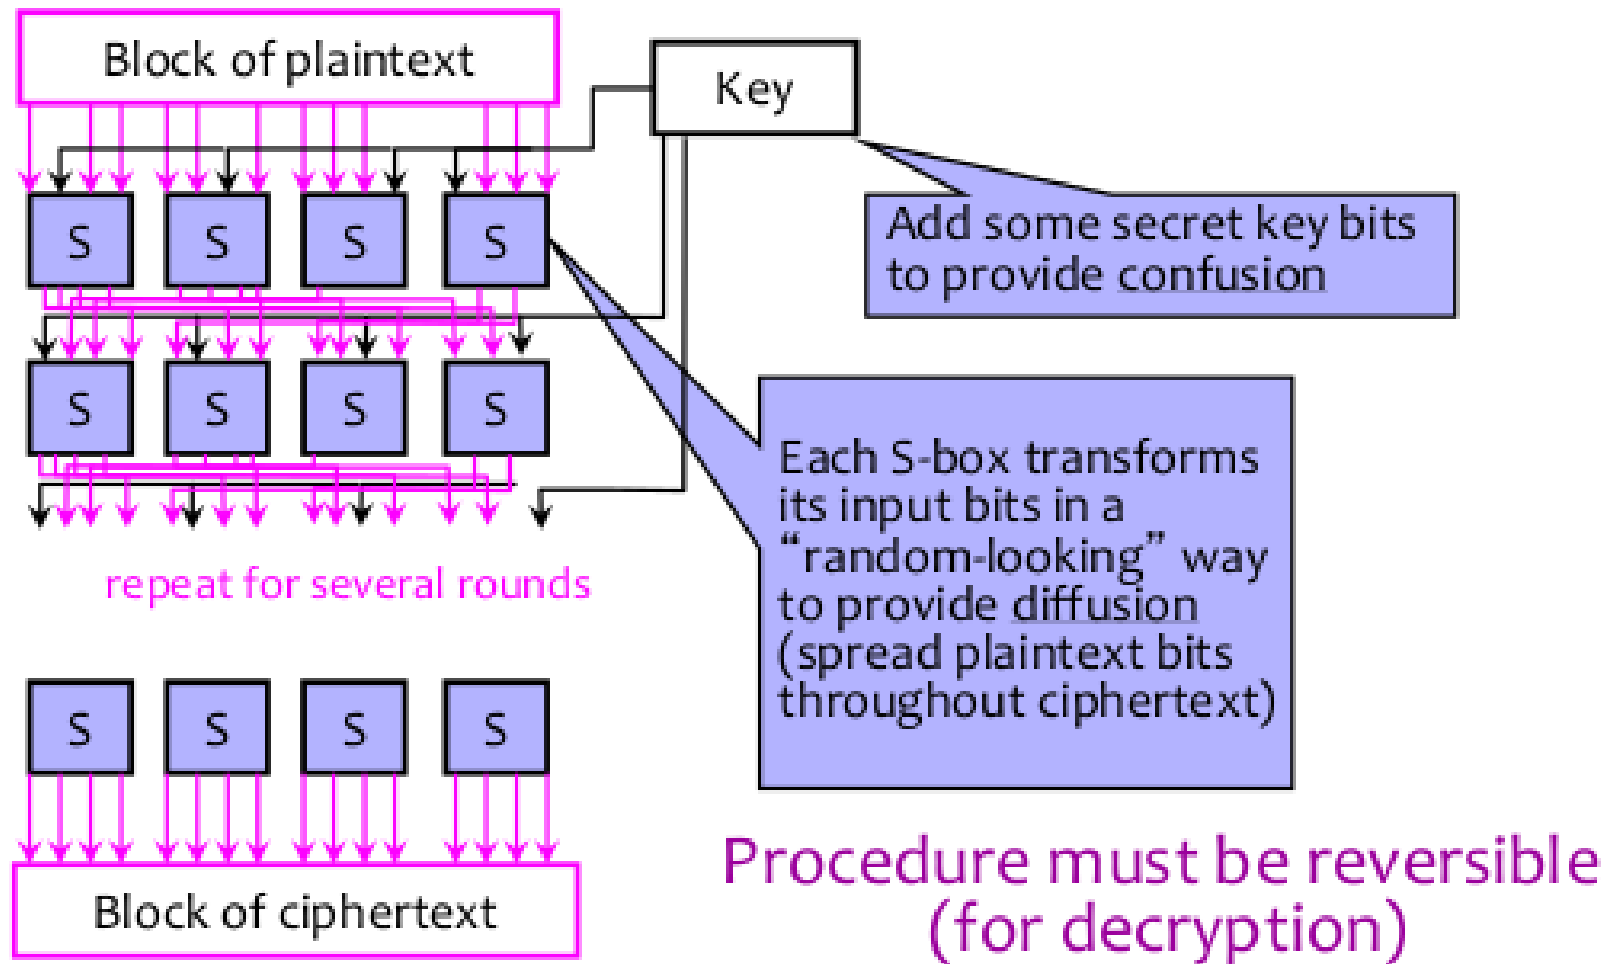 Block of plaintext
Key
Add some secret key bits
to provide confusion
S S S S
S S S S
Each S-box transforms
its input bits in a
“random-looking” way
to provide diffusion
(spread plaintext bits
throughout ciphertext)
repeat for several rounds
S S S S
Block of ciphertext
Procedure must be reversible
(for decryption)